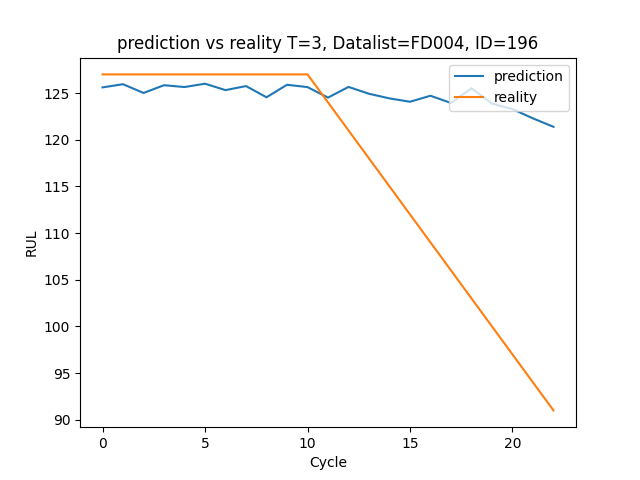 prediction vs reality T=3, Datalist=FD004, ID=196
prediction
reality
125
120
115
110
105
100
95
90
RUL
0 5 10 15 20
Cycle